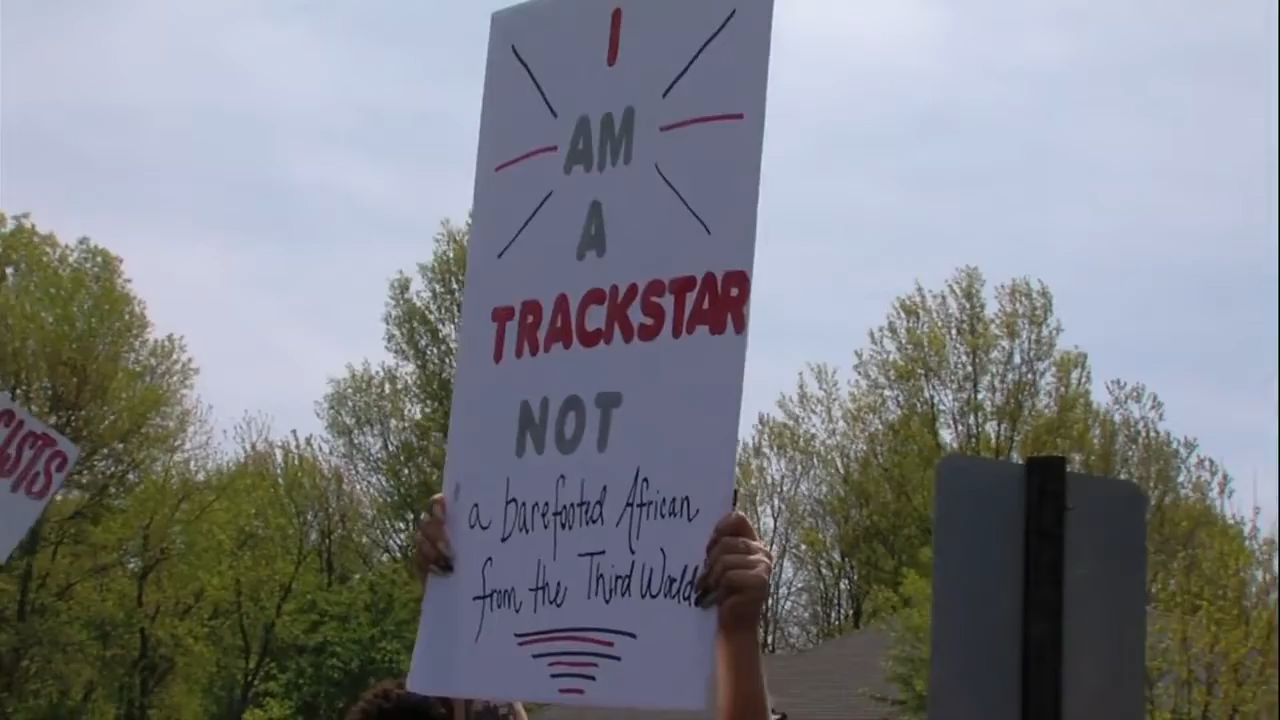 I
AM
A
TRACKSTAR
NOT
a barefooted African
from the Third World